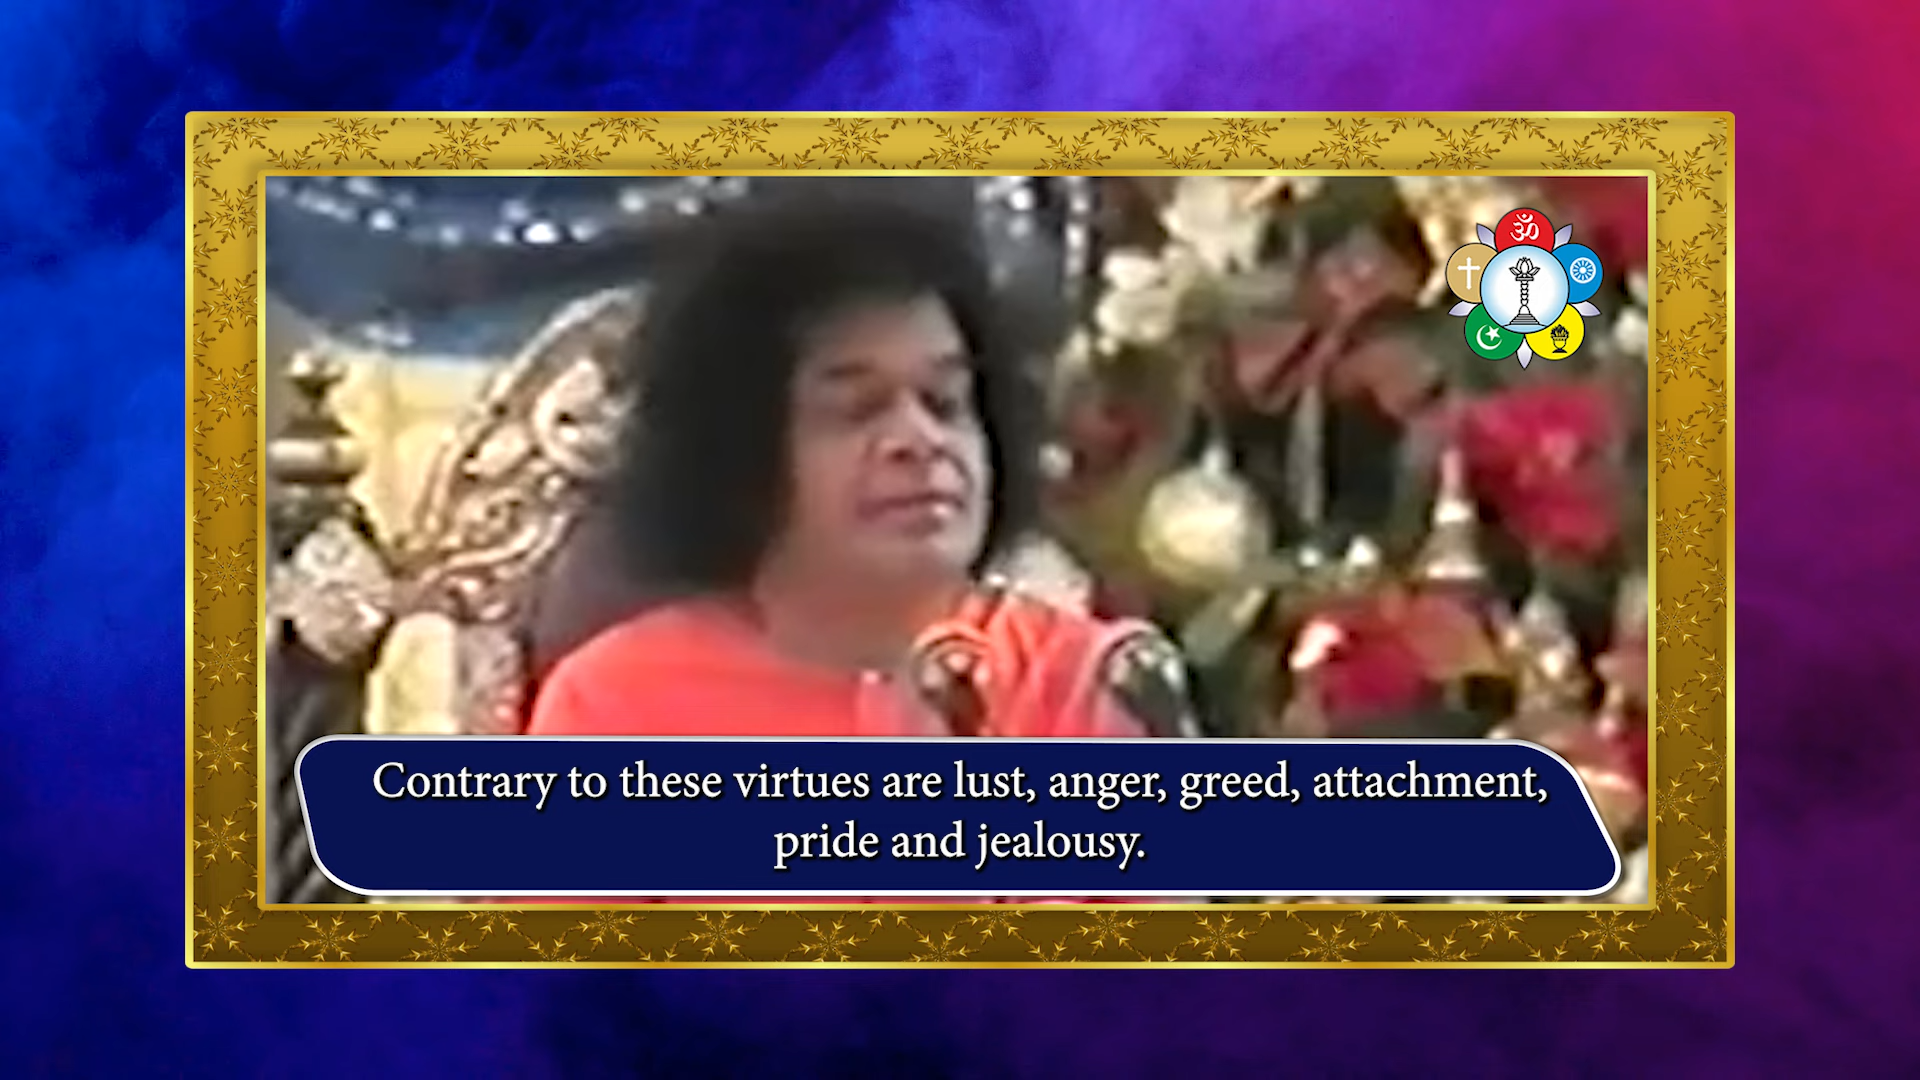 ॐ
Contrary to these virtues are lust, anger, greed, attachment,
pride and jealousy.